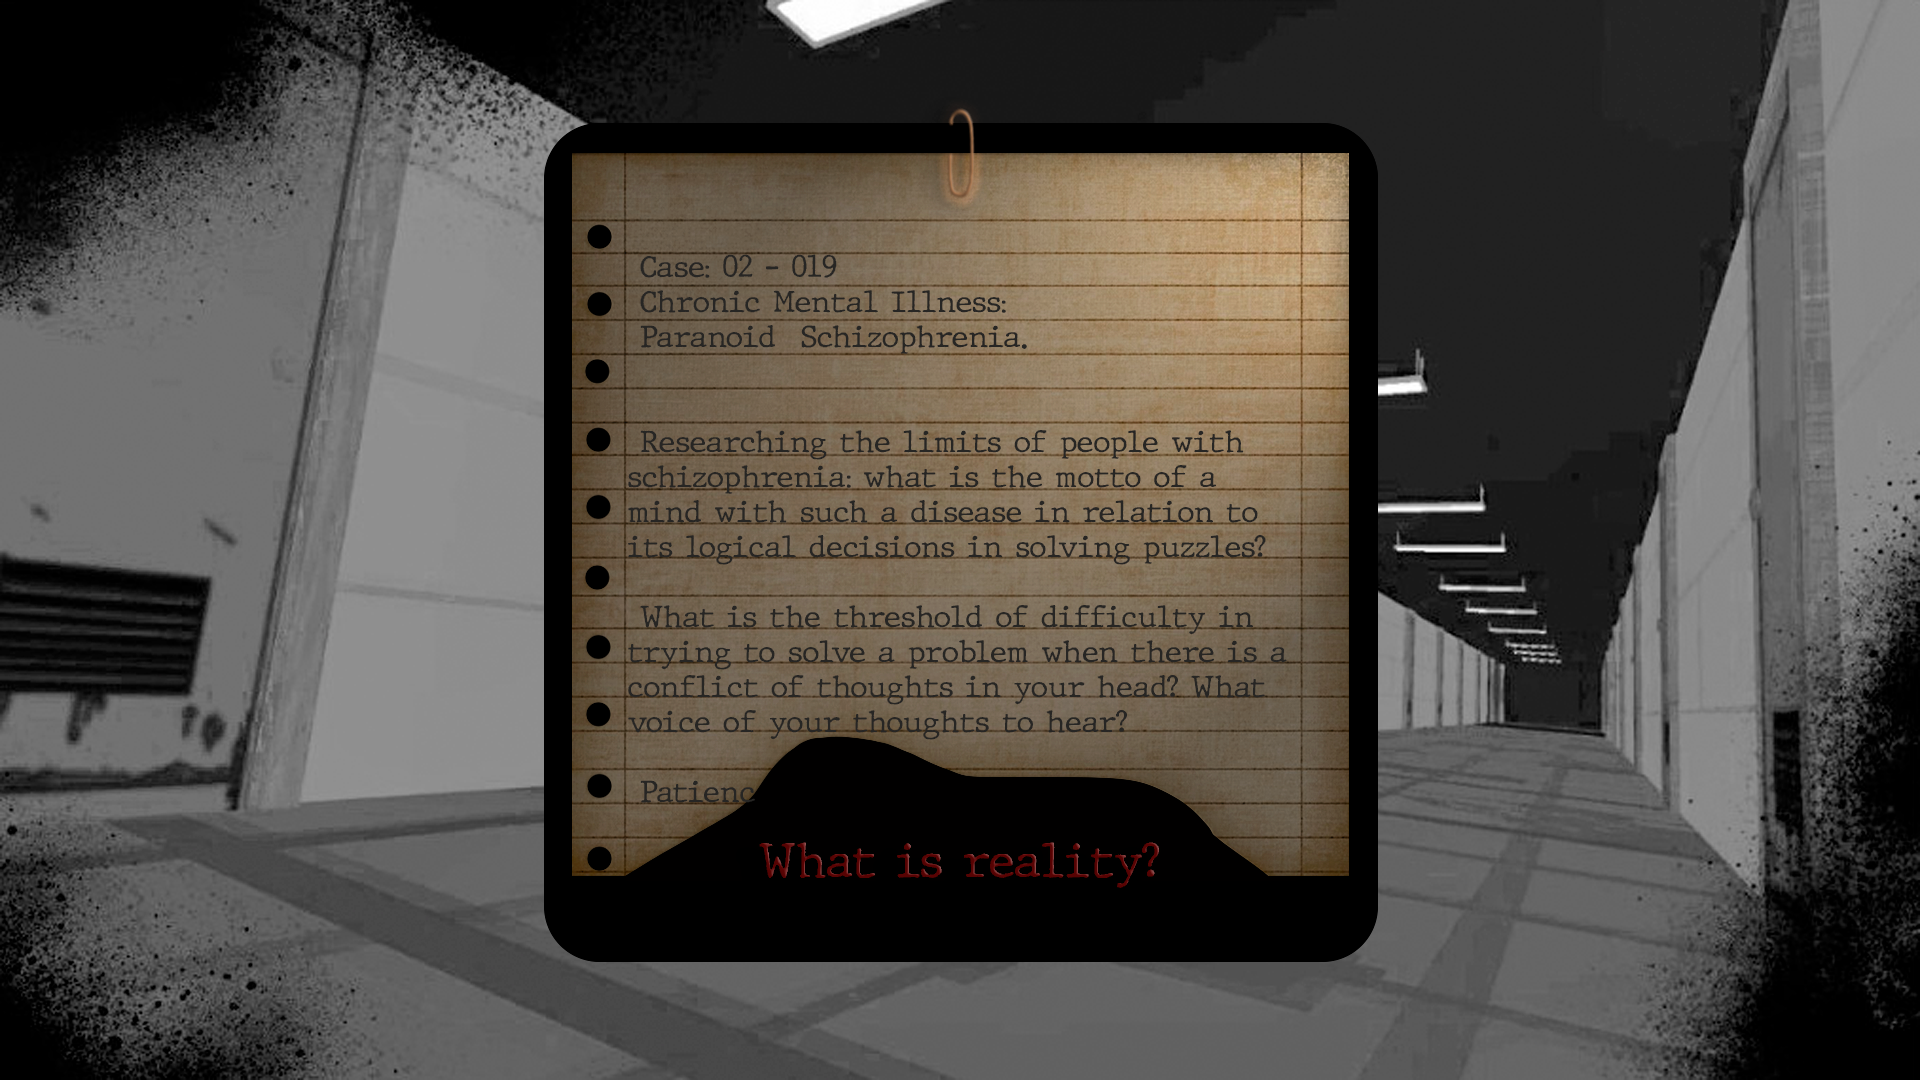 Case: 02 - 019
Chronic Mental Illness:
Paranoid Schizophrenia.
Researching the limits of people with
schizophrenia: what is the motto of a
mind with such a disease in relation to
its logical decisions in solving puzzles?
What is the threshold of difficulty in
trying to solve a problem when there is a
conflict of thoughts in your head? What
voice of your thoughts to hear?
Patienc
What is reality?